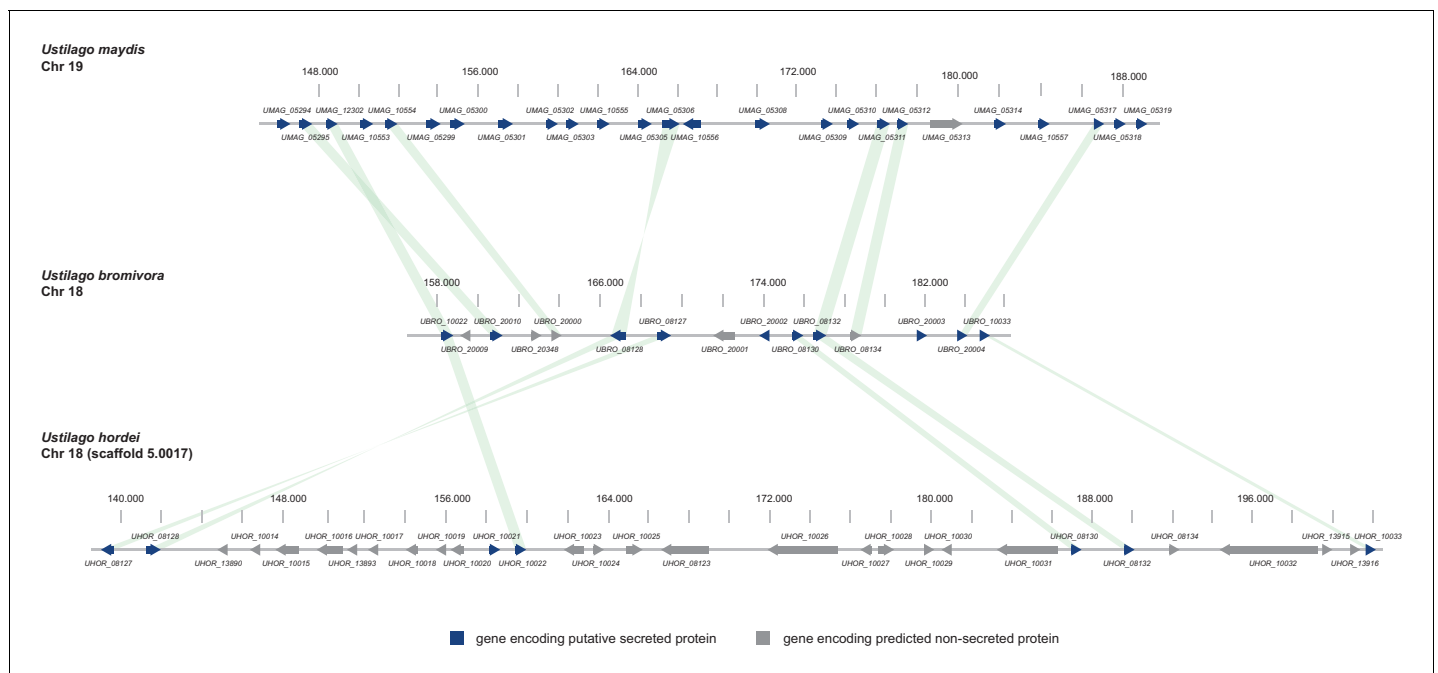 Ustilago maydis
Chr 19
148.000 156.000 164.000 172.000 180.000 188.000
UMAG_05294 UMAG_12302 UMAG_10554 UMAG_05300 UMAG_05302 UMAG_10555 UMAG_05306 UMAG_05308 UMAG_05310 UMAG_05312 UMAG_05314 UMAG_05317 UMAG_05319
UMAG_05295 UMAG_10553 UMAG_05299 UMAG_05301 UMAG_05303 UMAG_05305 UMAG_10556 UMAG_05309 UMAG_05311 UMAG_05313 UMAG_10557 UMAG_05318
Ustilago bromivora
Chr 18
158.000 166.000 174.000 182.000
UBRO_10022 UBRO_20010 UBRO_20000 UBRO_08127 UBRO_20002 UBRO_08132 UBRO_20003 UBRO_10033
UBRO_20009 UBRO_20348 UBRO_08128 UBRO_20001 UBRO_08130 UBRO_08134 UBRO_20004
Ustilago hordei
Chr 18 (scaffold 5.0017)
140.000 148.000 156.000 164.000 172.000 180.000 188.000 196.000
UHOR_08128 UHOR_10014 UHOR_10016 UHOR_10017 UHOR_10019 UHOR_10021 UHOR_10023 UHOR_10025 UHOR_10026 UHOR_10028 UHOR_10030 UHOR_08130 UHOR_08134 UHOR_13915 UHOR_10033
UHOR_08127 UHOR_13890 UHOR_10015 UHOR_13893 UHOR_10018 UHOR_10020 UHOR_10022 UHOR_10024 UHOR_08123 UHOR_10027 UHOR_10029 UHOR_10031 UHOR_08132 UHOR_10032 UHOR_13916
gene encoding putative secreted protein gene encoding predicted non-secreted protein